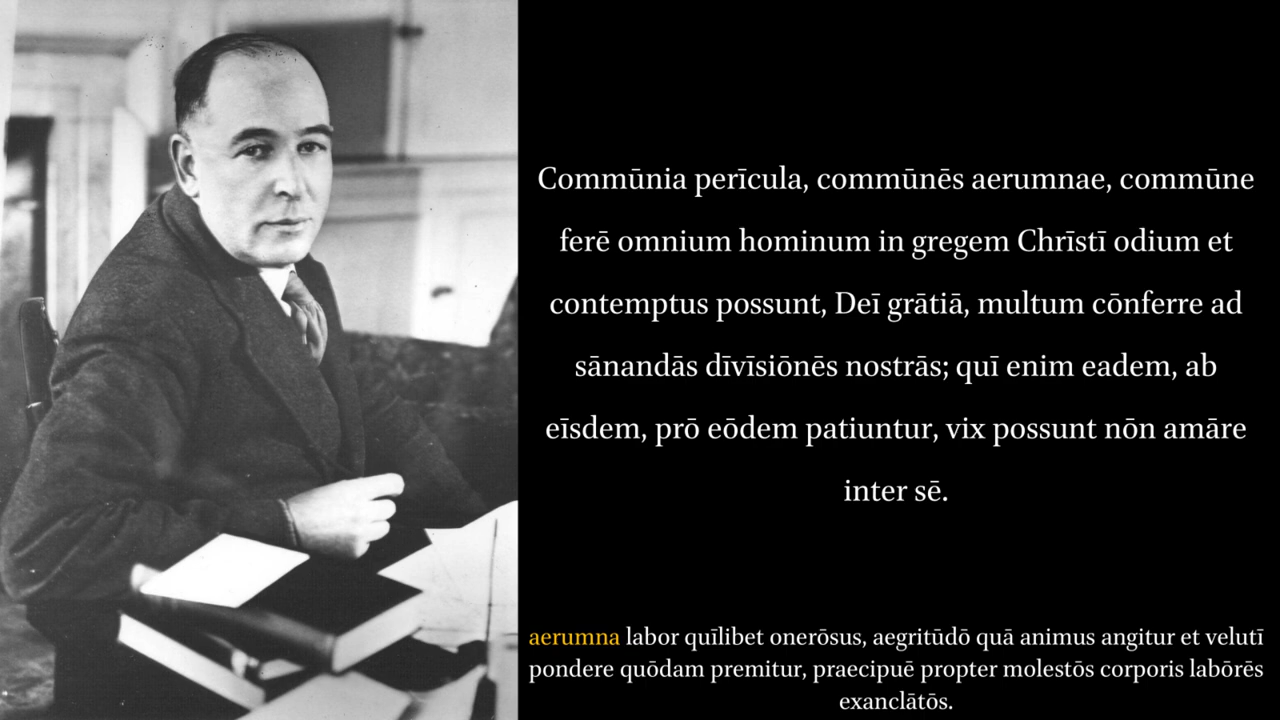 Commūnia perīcula, commūnēs aerumnae, commūne
ferē omnium hominum in gregem Chrīstī odium et
contemptus possunt, Deī grātiā, multum cōnferre ad
sānandās dīvīsiōnēs nostrās; quī enim eadem, ab
eīsdem, prō eōdem patiuntur, vix possunt nōn amāre
inter sē.
aerumna labor quīlibet onerōsus, aegritūdō quā animus angitur et velutī
pondere quōdam premitur, praecipuē propter molestōs corporis labōrēs
exanclātōs.